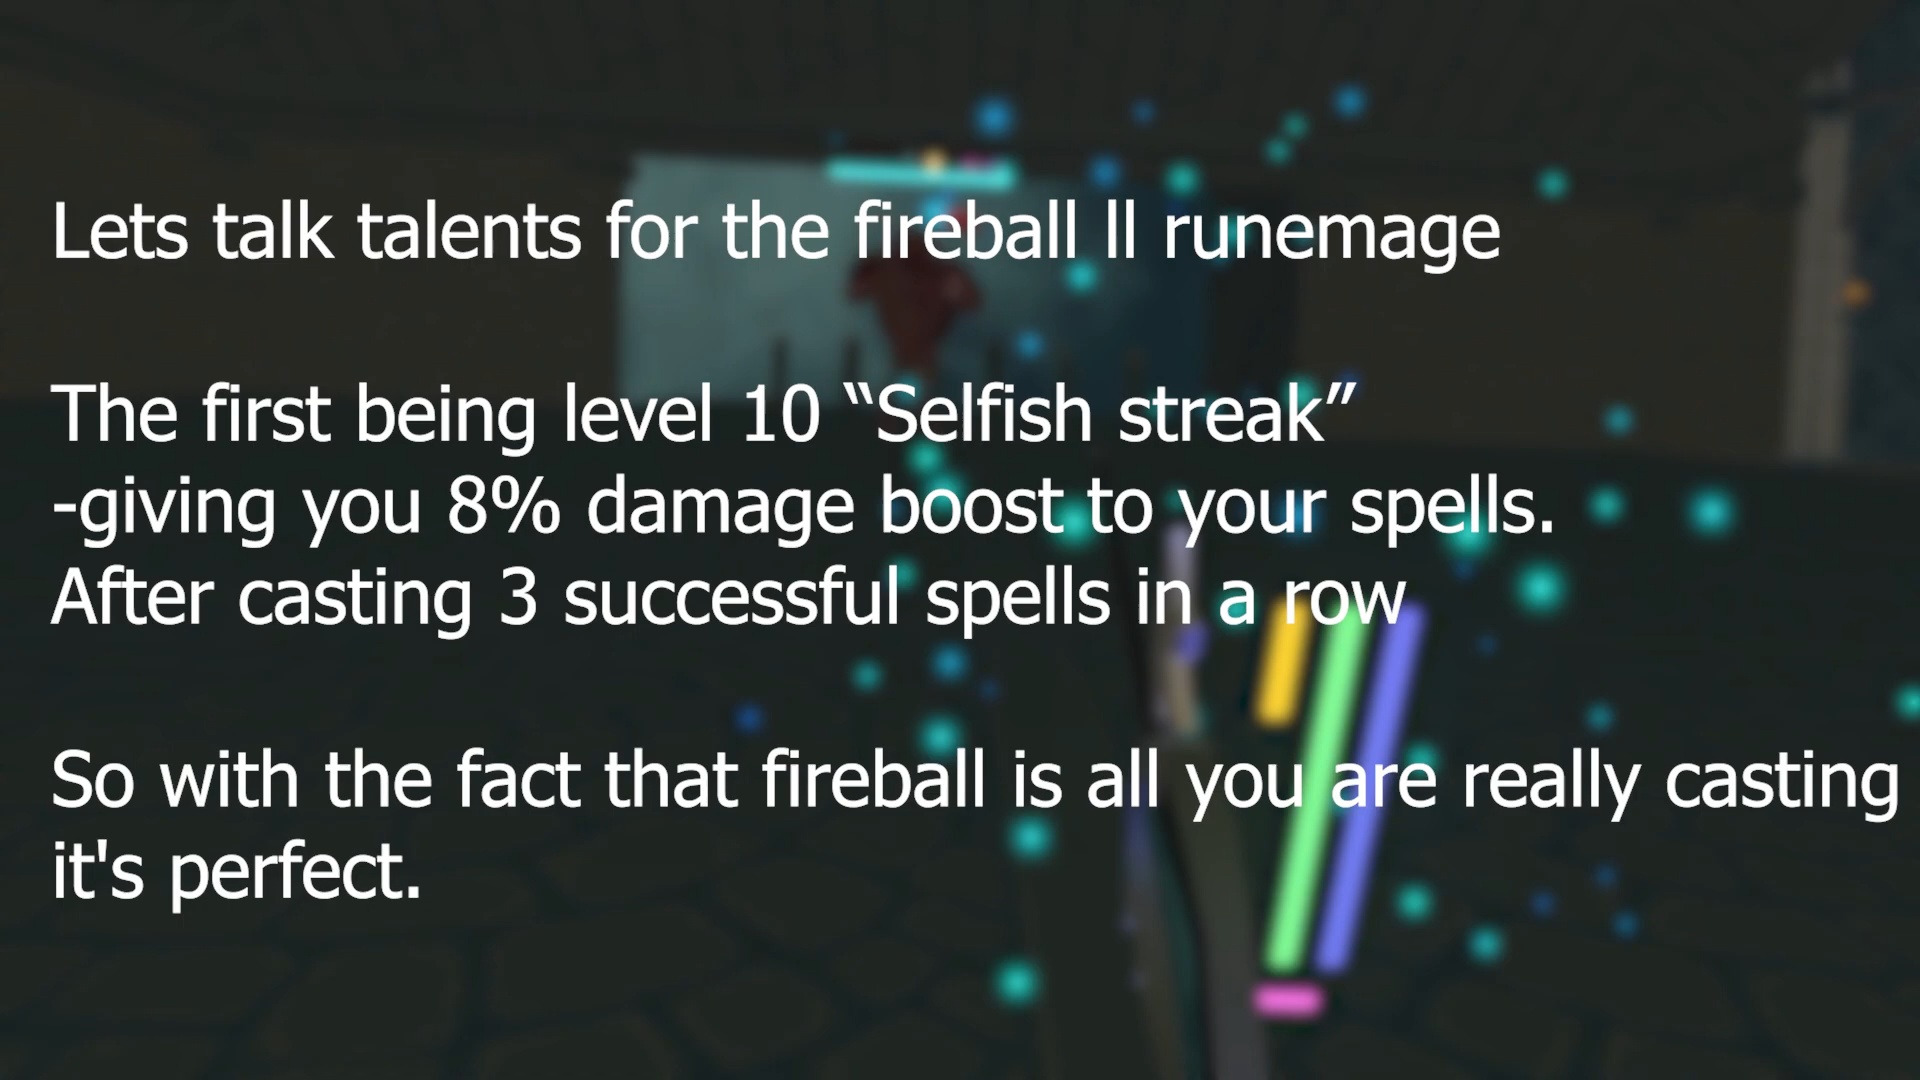 Lets talk talents for the fireball ll runemage
The first being level 10 “Selfish streak”
-giving you 8% damage boost to your spells.
After casting 3 successful spells in a row
So with the fact that fireball is all you are really casting
it's perfect.